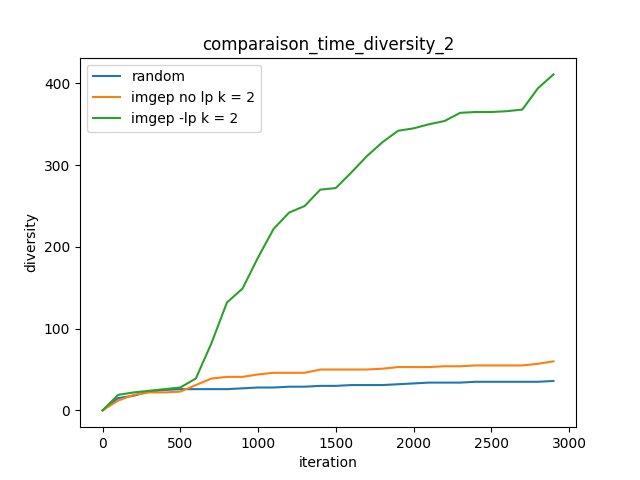 comparaison_time_diversity_2
random
imgep no lp k = 2
imgep -lp k = 2
400
300
200
100
0
diversity
0 500 1000 1500 2000 2500 3000
iteration